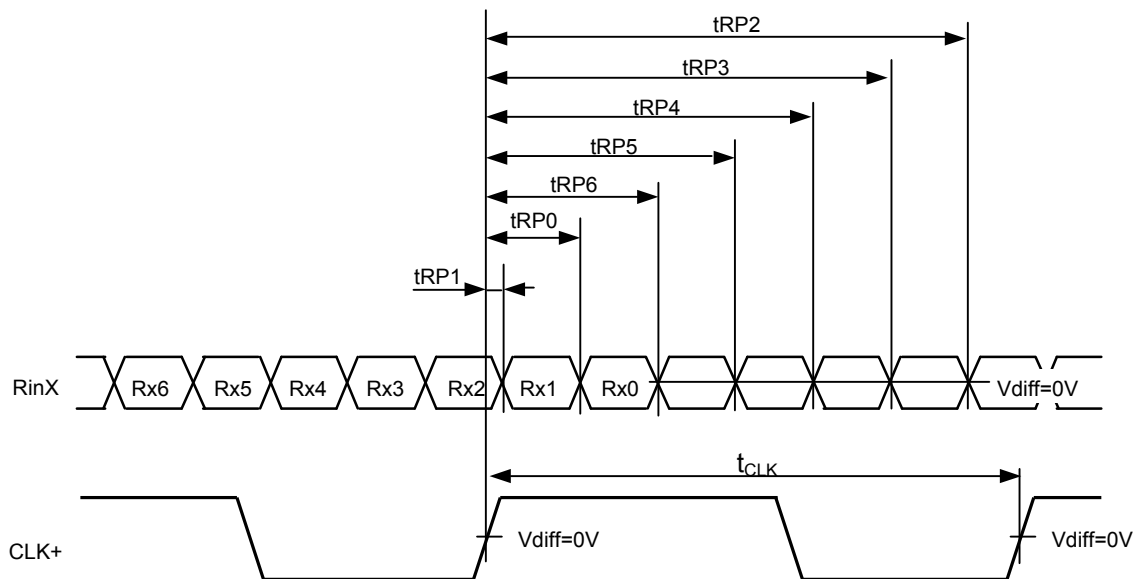 tRP2
tRP3
tRP4
tRP5
tRP6
tRP0
tRP1
RinX Rx6 Rx5 Rx4 Rx3 Rx2 Rx1 Rx0 Vdiff=0V
tCLK
CLK+ Vdiff=0V Vdiff=0V